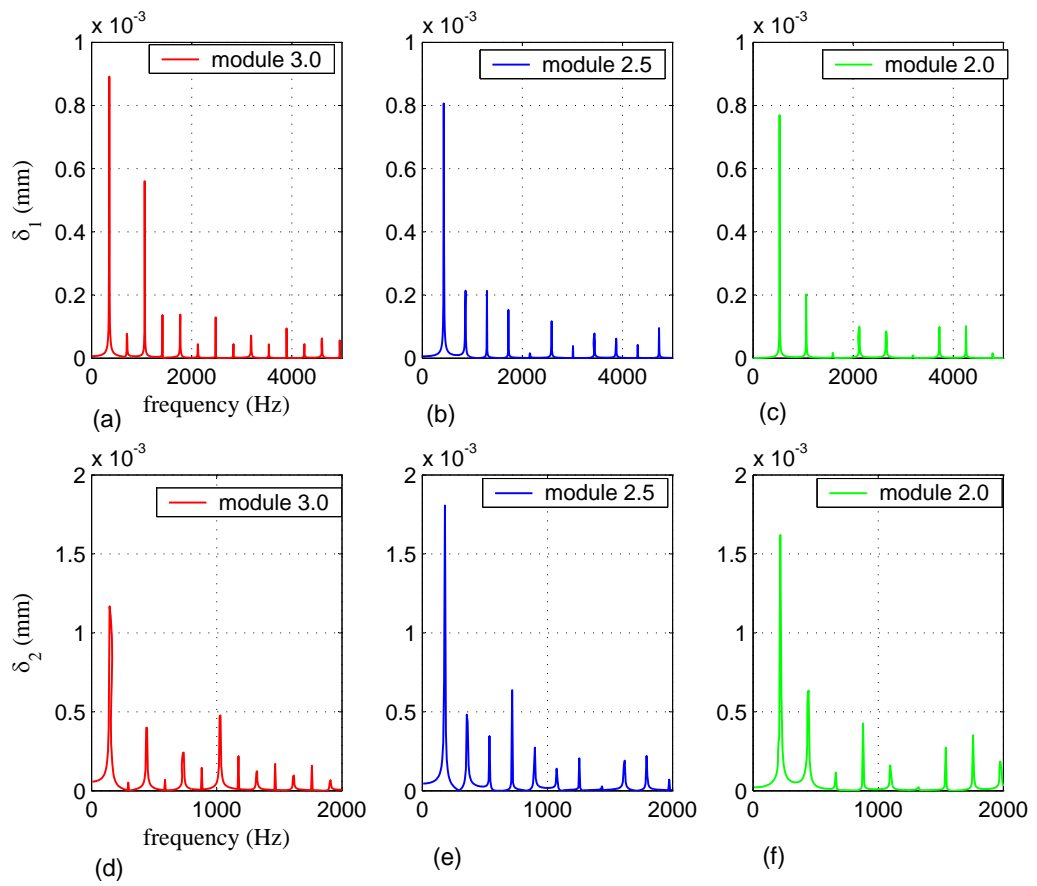 x 10⁻³
x 10⁻³
x 10⁻³
module 3.0
module 2.5
module 2.0
1
0.8
0.6
0.4
0.2
0
δ₁ (mm)
0 2000 4000
frequency (Hz)
(a)
1
0.8
0.6
0.4
0.2
0
0 2000 4000
(b)
1
0.8
0.6
0.4
0.2
0
0 2000 4000
(c)
x 10⁻³
x 10⁻³
x 10⁻³
module 3.0
module 2.5
module 2.0
2
1.5
1
0.5
0
δ₂ (mm)
0 1000 2000
frequency (Hz)
(d)
2
1.5
1
0.5
0
0 1000 2000
(e)
2
1.5
1
0.5
0
0 1000 2000
(f)